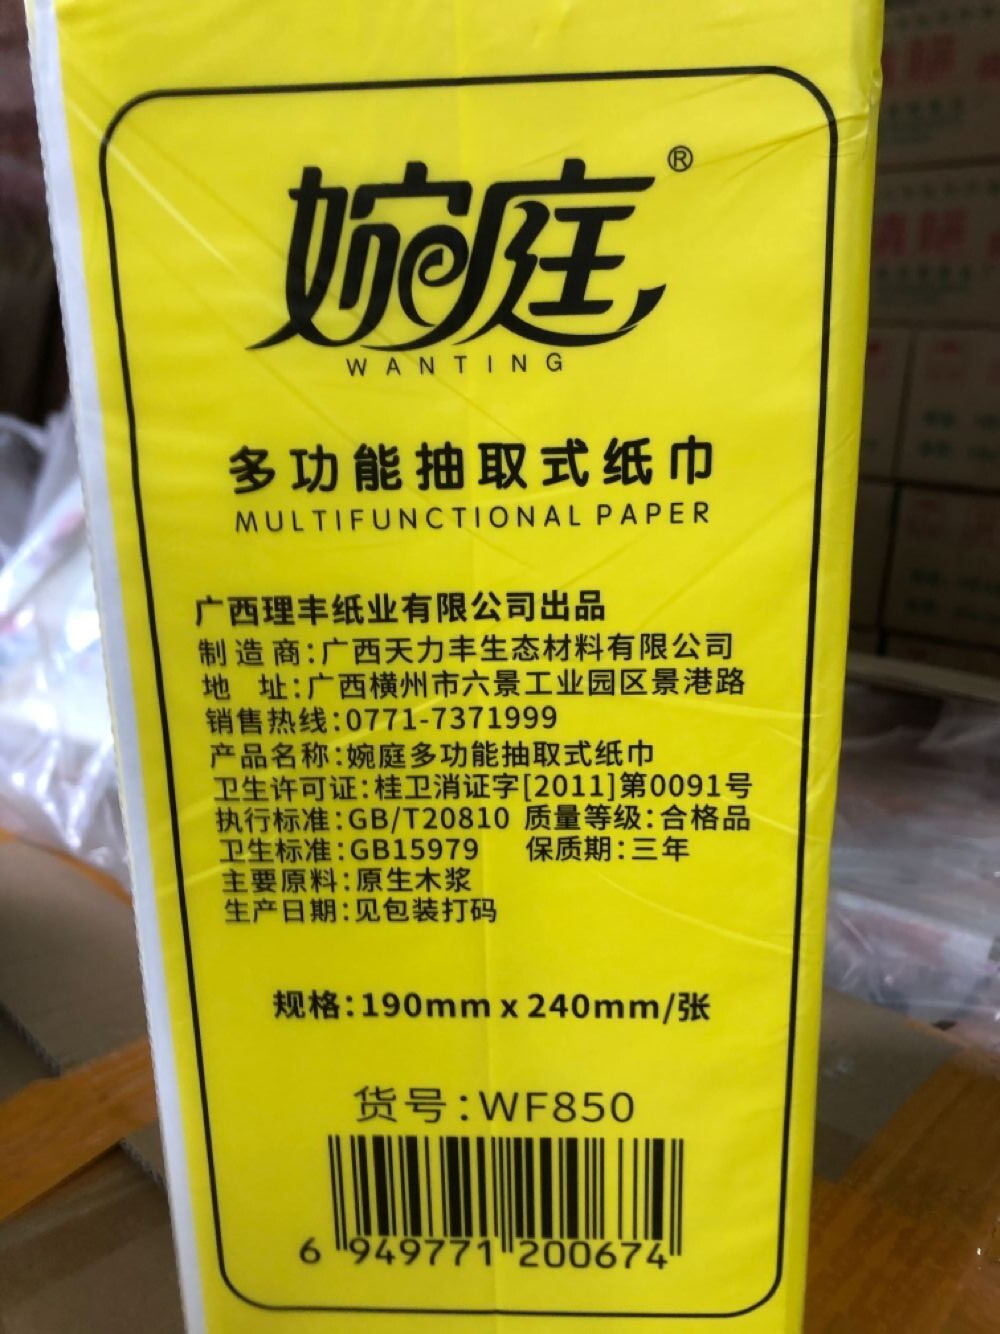 婉庭®
WANTING
多功能抽取式纸巾
MULTIFUNCTIONAL PAPER
广西理丰纸业有限公司出品
制造商:广西天力丰生态材料有限公司
地 址:广西横州市六景工业园区景港路
销售热线:0771-7371999
产品名称:婉庭多功能抽取式纸巾
卫生许可证:桂卫消证字[2011]第0091号
执行标准:GB/T20810 质量等级:合格品
卫生标准:GB15979 保质期:三年
主要原料:原生木浆
生产日期:见包装打码
规格:190mm x 240mm/张
货号:WF850
6 949771 200674